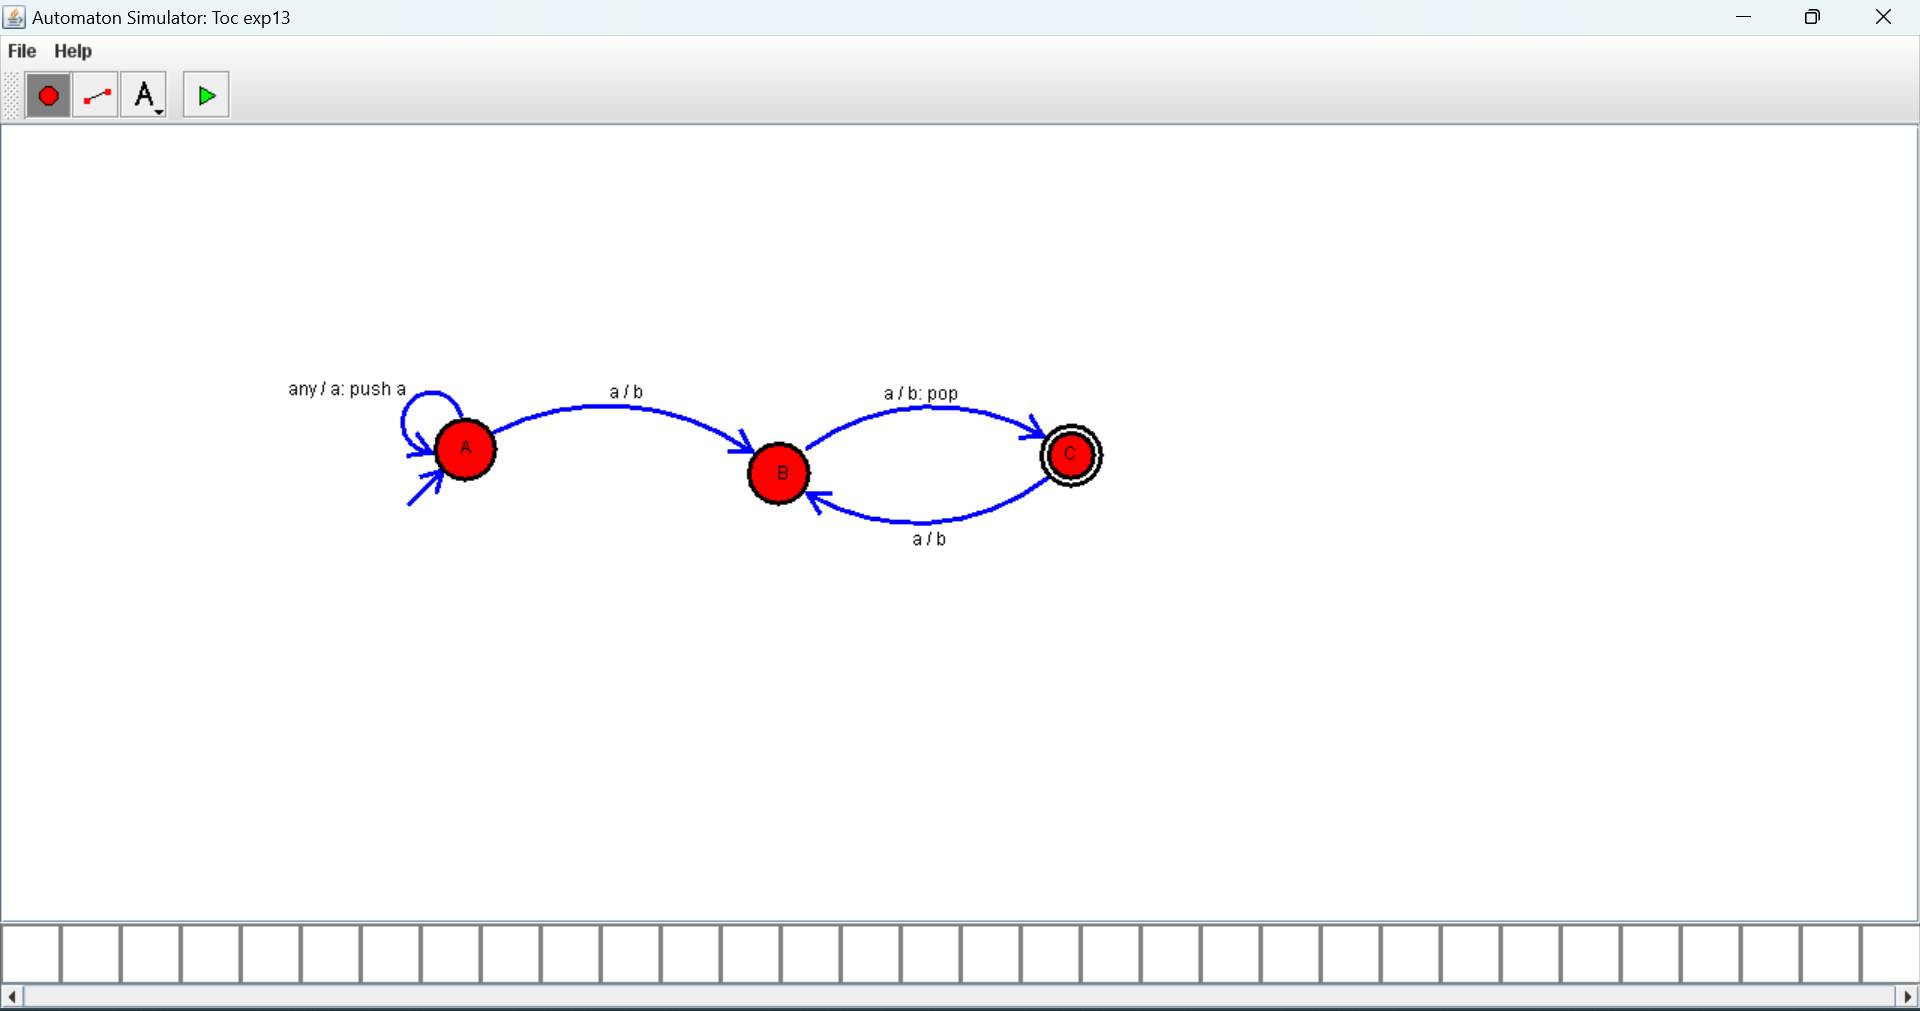 Automaton Simulator: Toc exp13
File Help
A
any / a: push a
a / b
a / b: pop
A
B
C
a / b